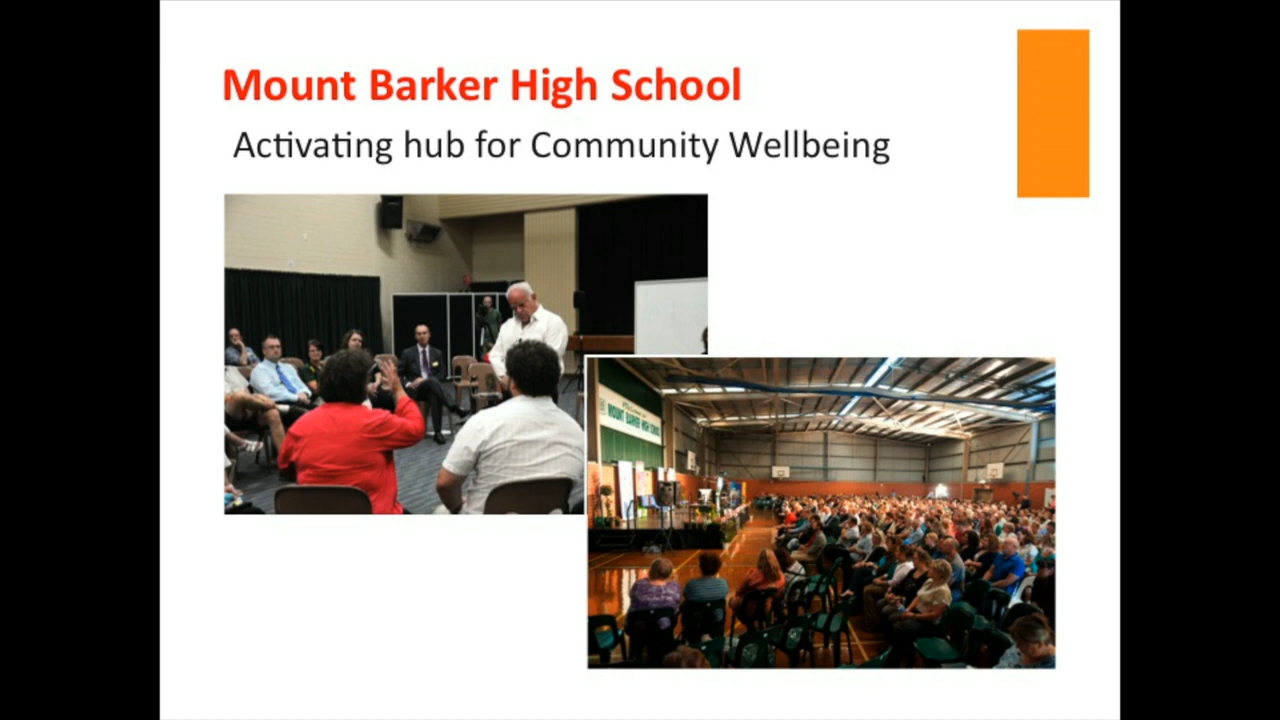 Mount Barker High School
Activating hub for Community Wellbeing
MOUNT BARKER HIGH SCHOOL